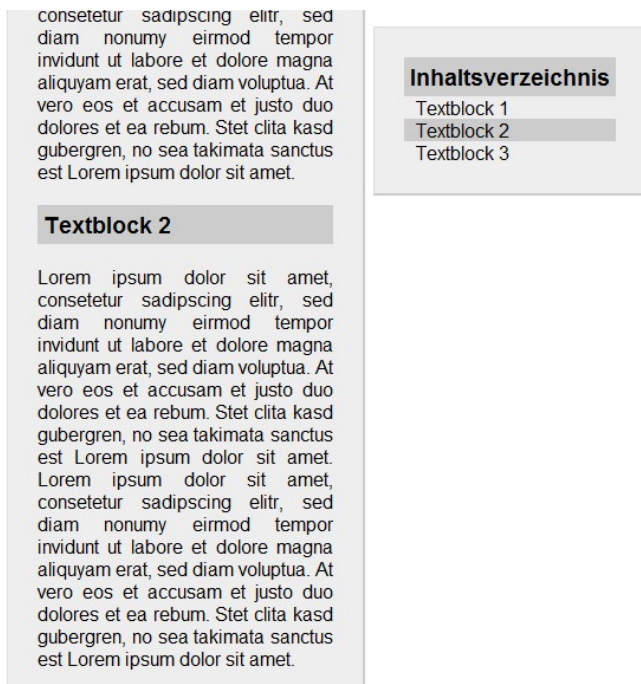 consetetur sadipscing elitr, sed
diam nonumy eirmod tempor
invidunt ut labore et dolore magna
aliquyam erat, sed diam voluptua. At
vero eos et accusam et justo duo
dolores et ea rebum. Stet clita kasd
gubergren, no sea takimata sanctus
est Lorem ipsum dolor sit amet.
Textblock 2
Lorem ipsum dolor sit amet,
consetetur sadipscing elitr, sed
diam nonumy eirmod tempor
invidunt ut labore et dolore magna
aliquyam erat, sed diam voluptua. At
vero eos et accusam et justo duo
dolores et ea rebum. Stet clita kasd
gubergren, no sea takimata sanctus
est Lorem ipsum dolor sit amet.
Lorem ipsum dolor sit amet,
consetetur sadipscing elitr, sed
diam nonumy eirmod tempor
invidunt ut labore et dolore magna
aliquyam erat, sed diam voluptua. At
vero eos et accusam et justo duo
dolores et ea rebum. Stet clita kasd
gubergren, no sea takimata sanctus
est Lorem ipsum dolor sit amet.
Inhaltsverzeichnis
Textblock 1
Textblock 2
Textblock 3